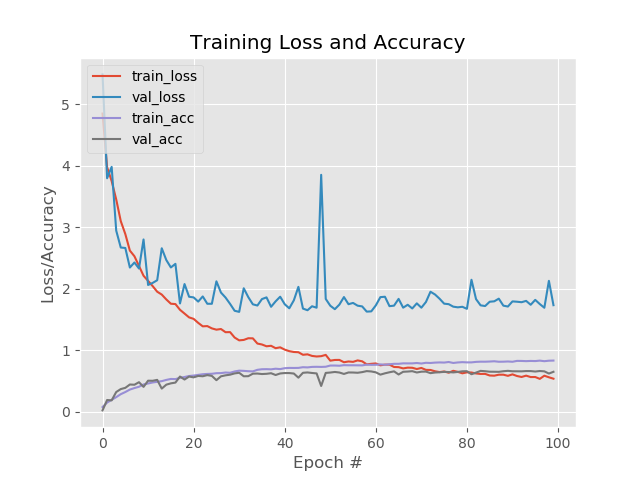 Training Loss and Accuracy
train_loss
val_loss
train_acc
val_acc
5
4
3
2
1
0
Loss/Accuracy
0 20 40 60 80 100
Epoch #